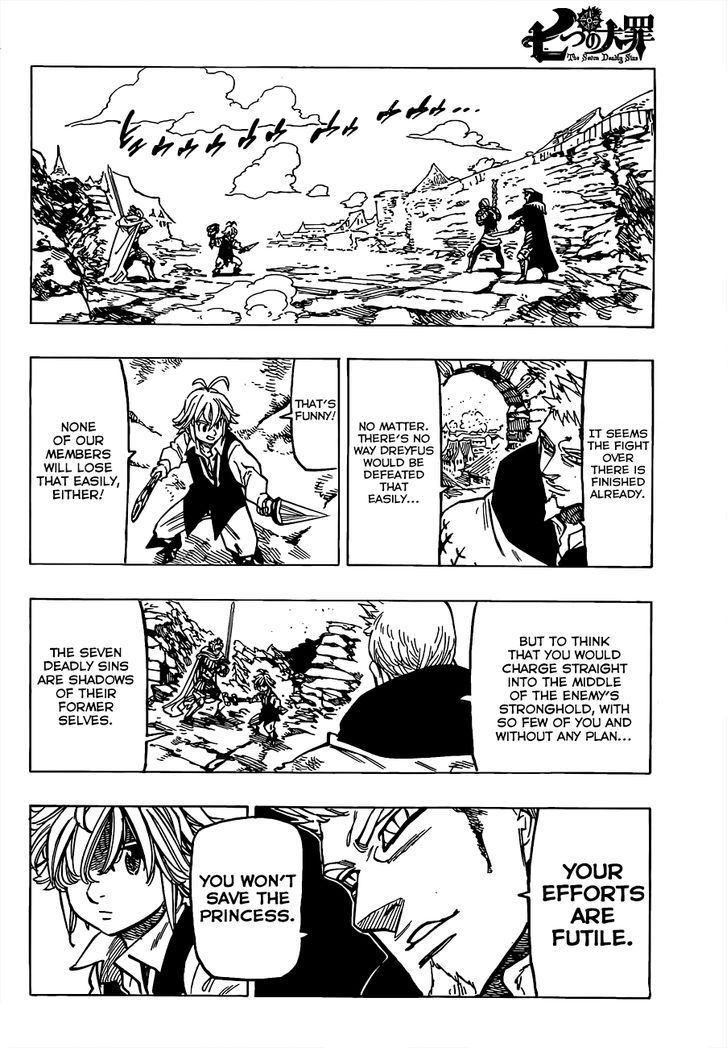 七つの大罪
The Seven Deadly Sins
IT SEEMS
THE FIGHT
OVER
THERE IS
FINISHED
ALREADY.
NO MATTER.
THERE'S NO
WAY DREYFUS
WOULD BE
DEFEATED
THAT
EASILY...
THAT'S
FUNNY!
NONE
OF OUR
MEMBERS
WILL LOSE
THAT EASILY,
EITHER!
BUT TO THINK
THAT YOU WOULD
CHARGE STRAIGHT
INTO THE MIDDLE
OF THE ENEMY'S
STRONGHOLD, WITH
SO FEW OF YOU AND
WITHOUT ANY PLAN...
THE SEVEN
DEADLY SINS
ARE SHADOWS
OF THEIR
FORMER
SELVES.
YOUR
EFFORTS
ARE
FUTILE.
YOU WON'T
SAVE THE
PRINCESS.